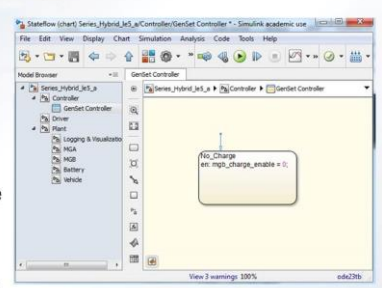 Stateflow (chart) Series_Hybrid_le5_a/Controller/GenSet Controller * - Simulink academic use
File Edit View Display Chart Simulation Analysis Code Tools Help
Model Browser
GenSet Controller
Series_Hybrid_le5_a
Controller
GenSet Controller
Series_Hybrid_le5_a
Controller
GenSet Controller
Driver
Plant
Logging & Visualizatio
MGA
MGB
Battery
Vehicle
No_Charge
en: mgb_charge_enable = 0;
e
View 3 warnings 100%
ode23tb